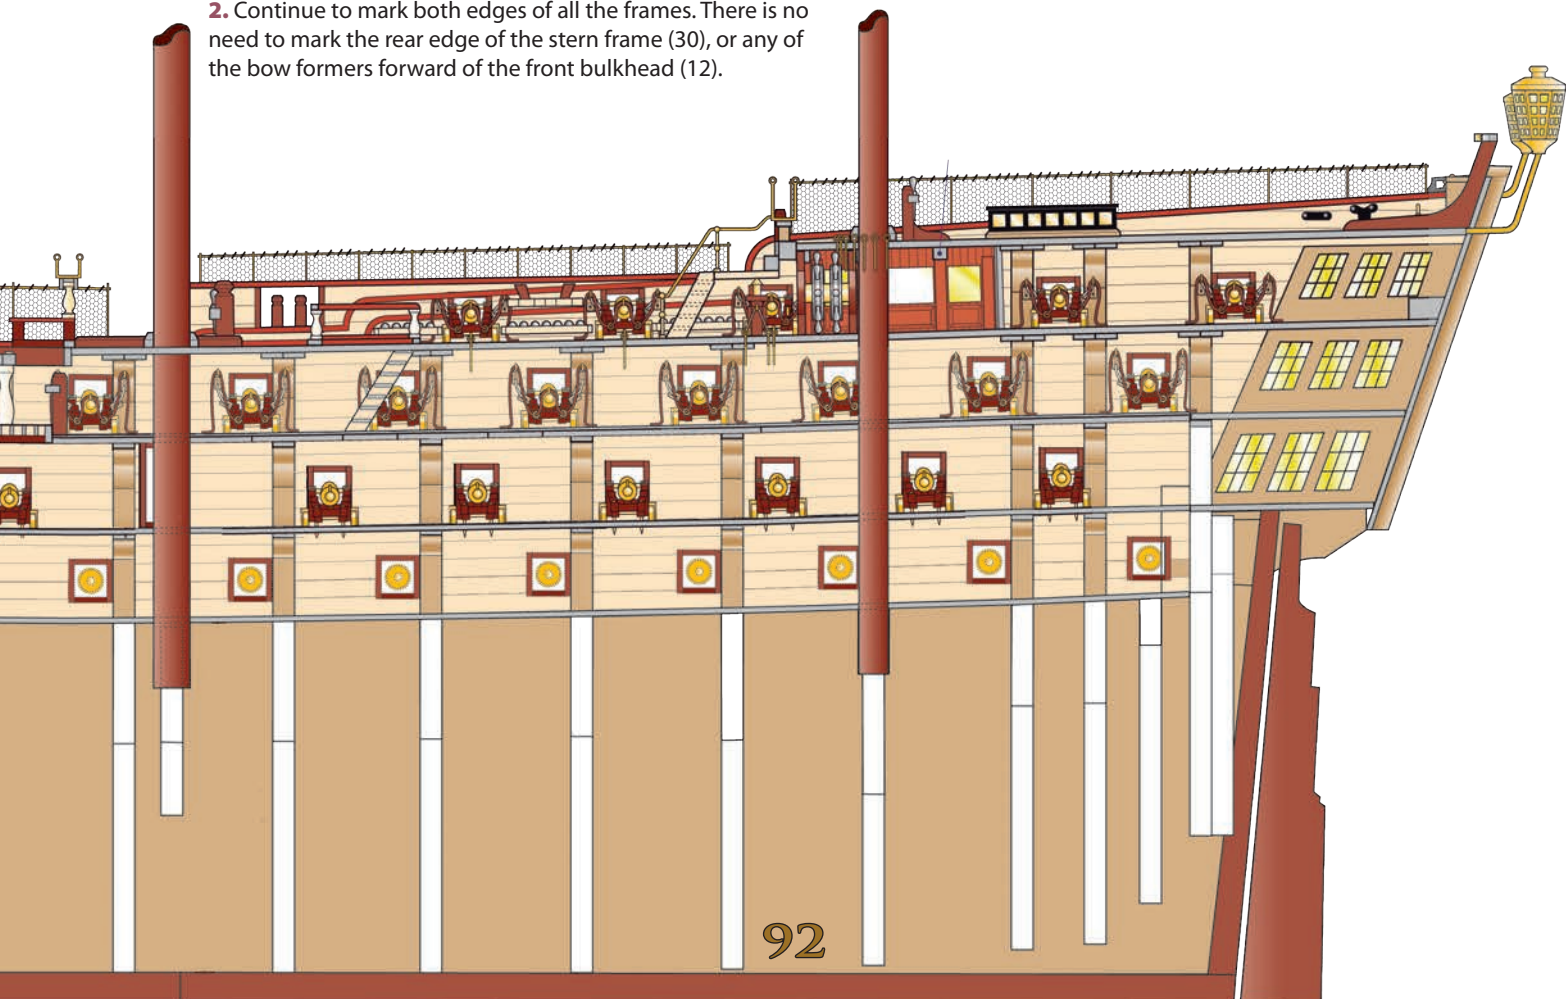 2. Continue to mark both edges of all the frames. There is no
need to mark the rear edge of the stern frame (30), or any of
the bow formers forward of the front bulkhead (12).
92